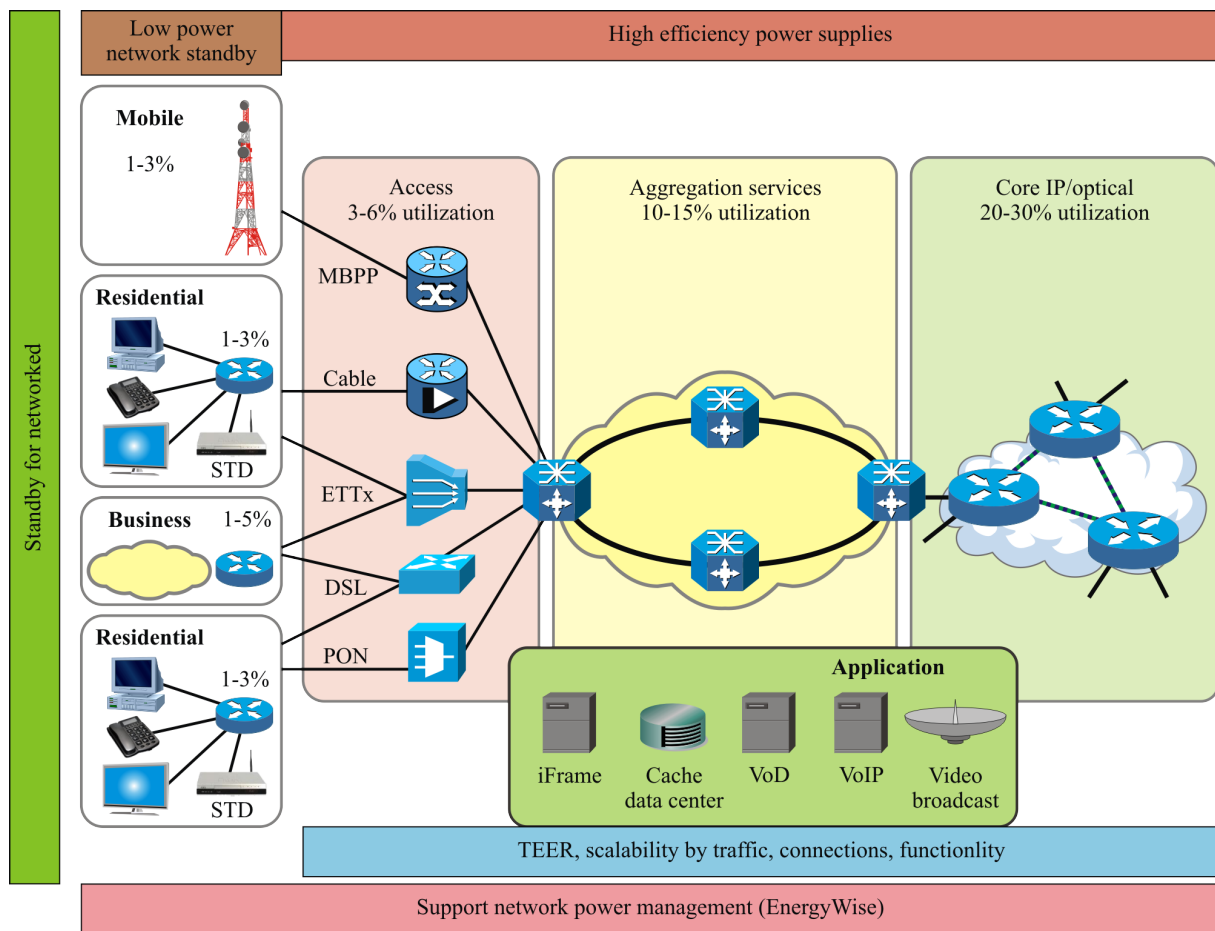 Low power
network standby
High efficiency power supplies
Standby for networked
Mobile
1-3%
Residential
1-3%
STD
Business
1-5%
Residential
1-3%
STD
Access
3-6% utilization
MBPP
Cable
ETTx
DSL
PON
Aggregation services
10-15% utilization
Core IP/optical
20-30% utilization
Application
iFrame
Cache
data center
VoD
VoIP
Video
broadcast
TEER, scalability by traffic, connections, functionlity
Support network power management (EnergyWise)